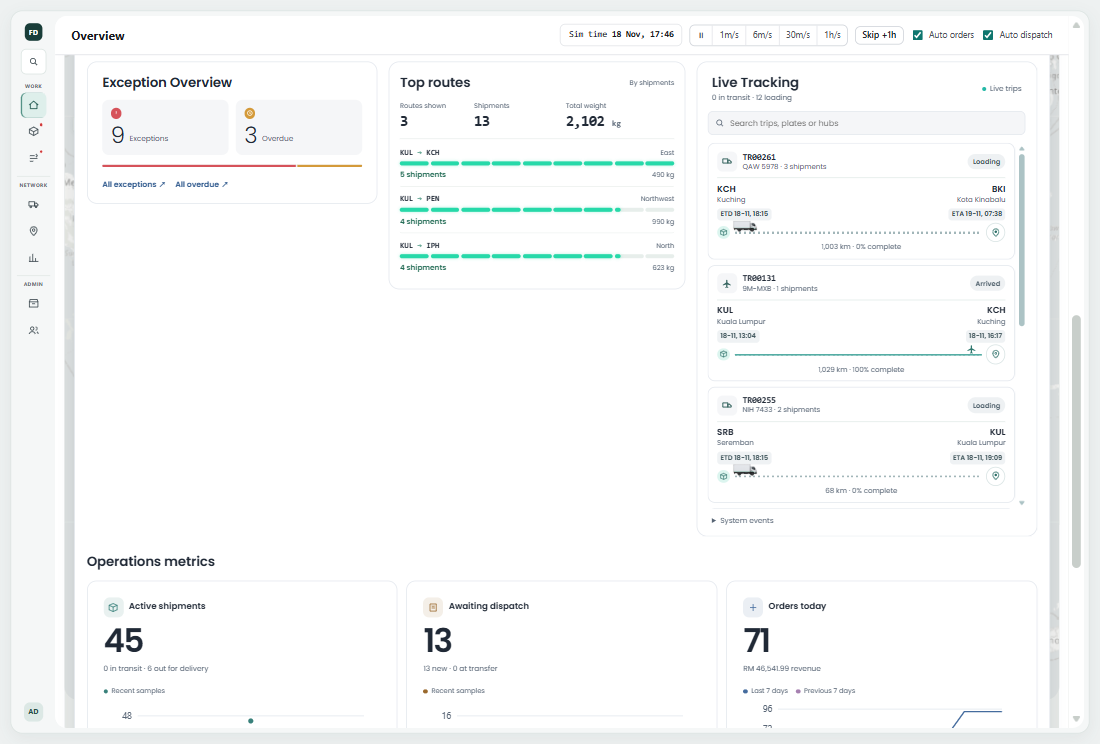 FD
Overview
Sim time 18 Nov, 17:46
1m/s
6m/s
30m/s
1h/s
Skip +1h
Auto orders
Auto dispatch
WORK
NETWORK
ADMIN
AD
Exception Overview
9 Exceptions
3 Overdue
All exceptions ↗ All overdue ↗
Top routes
By shipments
Routes shown Shipments Total weight
3 13 2,102 kg
KUL → KCH East
5 shipments 490 kg
KUL → PEN Northwest
4 shipments 990 kg
KUL → IPH North
4 shipments 623 kg
Live Tracking
0 in transit · 12 loading
Live trips
Search trips, plates or hubs
TR00261
QAW 5978 · 3 shipments
Loading
KCH BKI
Kuching Kota Kinabalu
ETD 18-11, 18:15 ETA 19-11, 07:38
1,003 km · 0% complete
TR00131
9M-MXB · 1 shipments
Arrived
KUL KCH
Kuala Lumpur Kuching
18-11, 13:04 18-11, 16:17
1,029 km · 100% complete
TR00255
NIH 7433 · 2 shipments
Loading
SRB KUL
Seremban Kuala Lumpur
ETD 18-11, 18:15 ETA 18-11, 19:09
68 km · 0% complete
System events
Operations metrics
Active shipments
45
0 in transit · 6 out for delivery
Recent samples
48
Awaiting dispatch
13
13 new · 0 at transfer
Recent samples
16
Orders today
71
RM 46,541.99 revenue
Last 7 days Previous 7 days
96